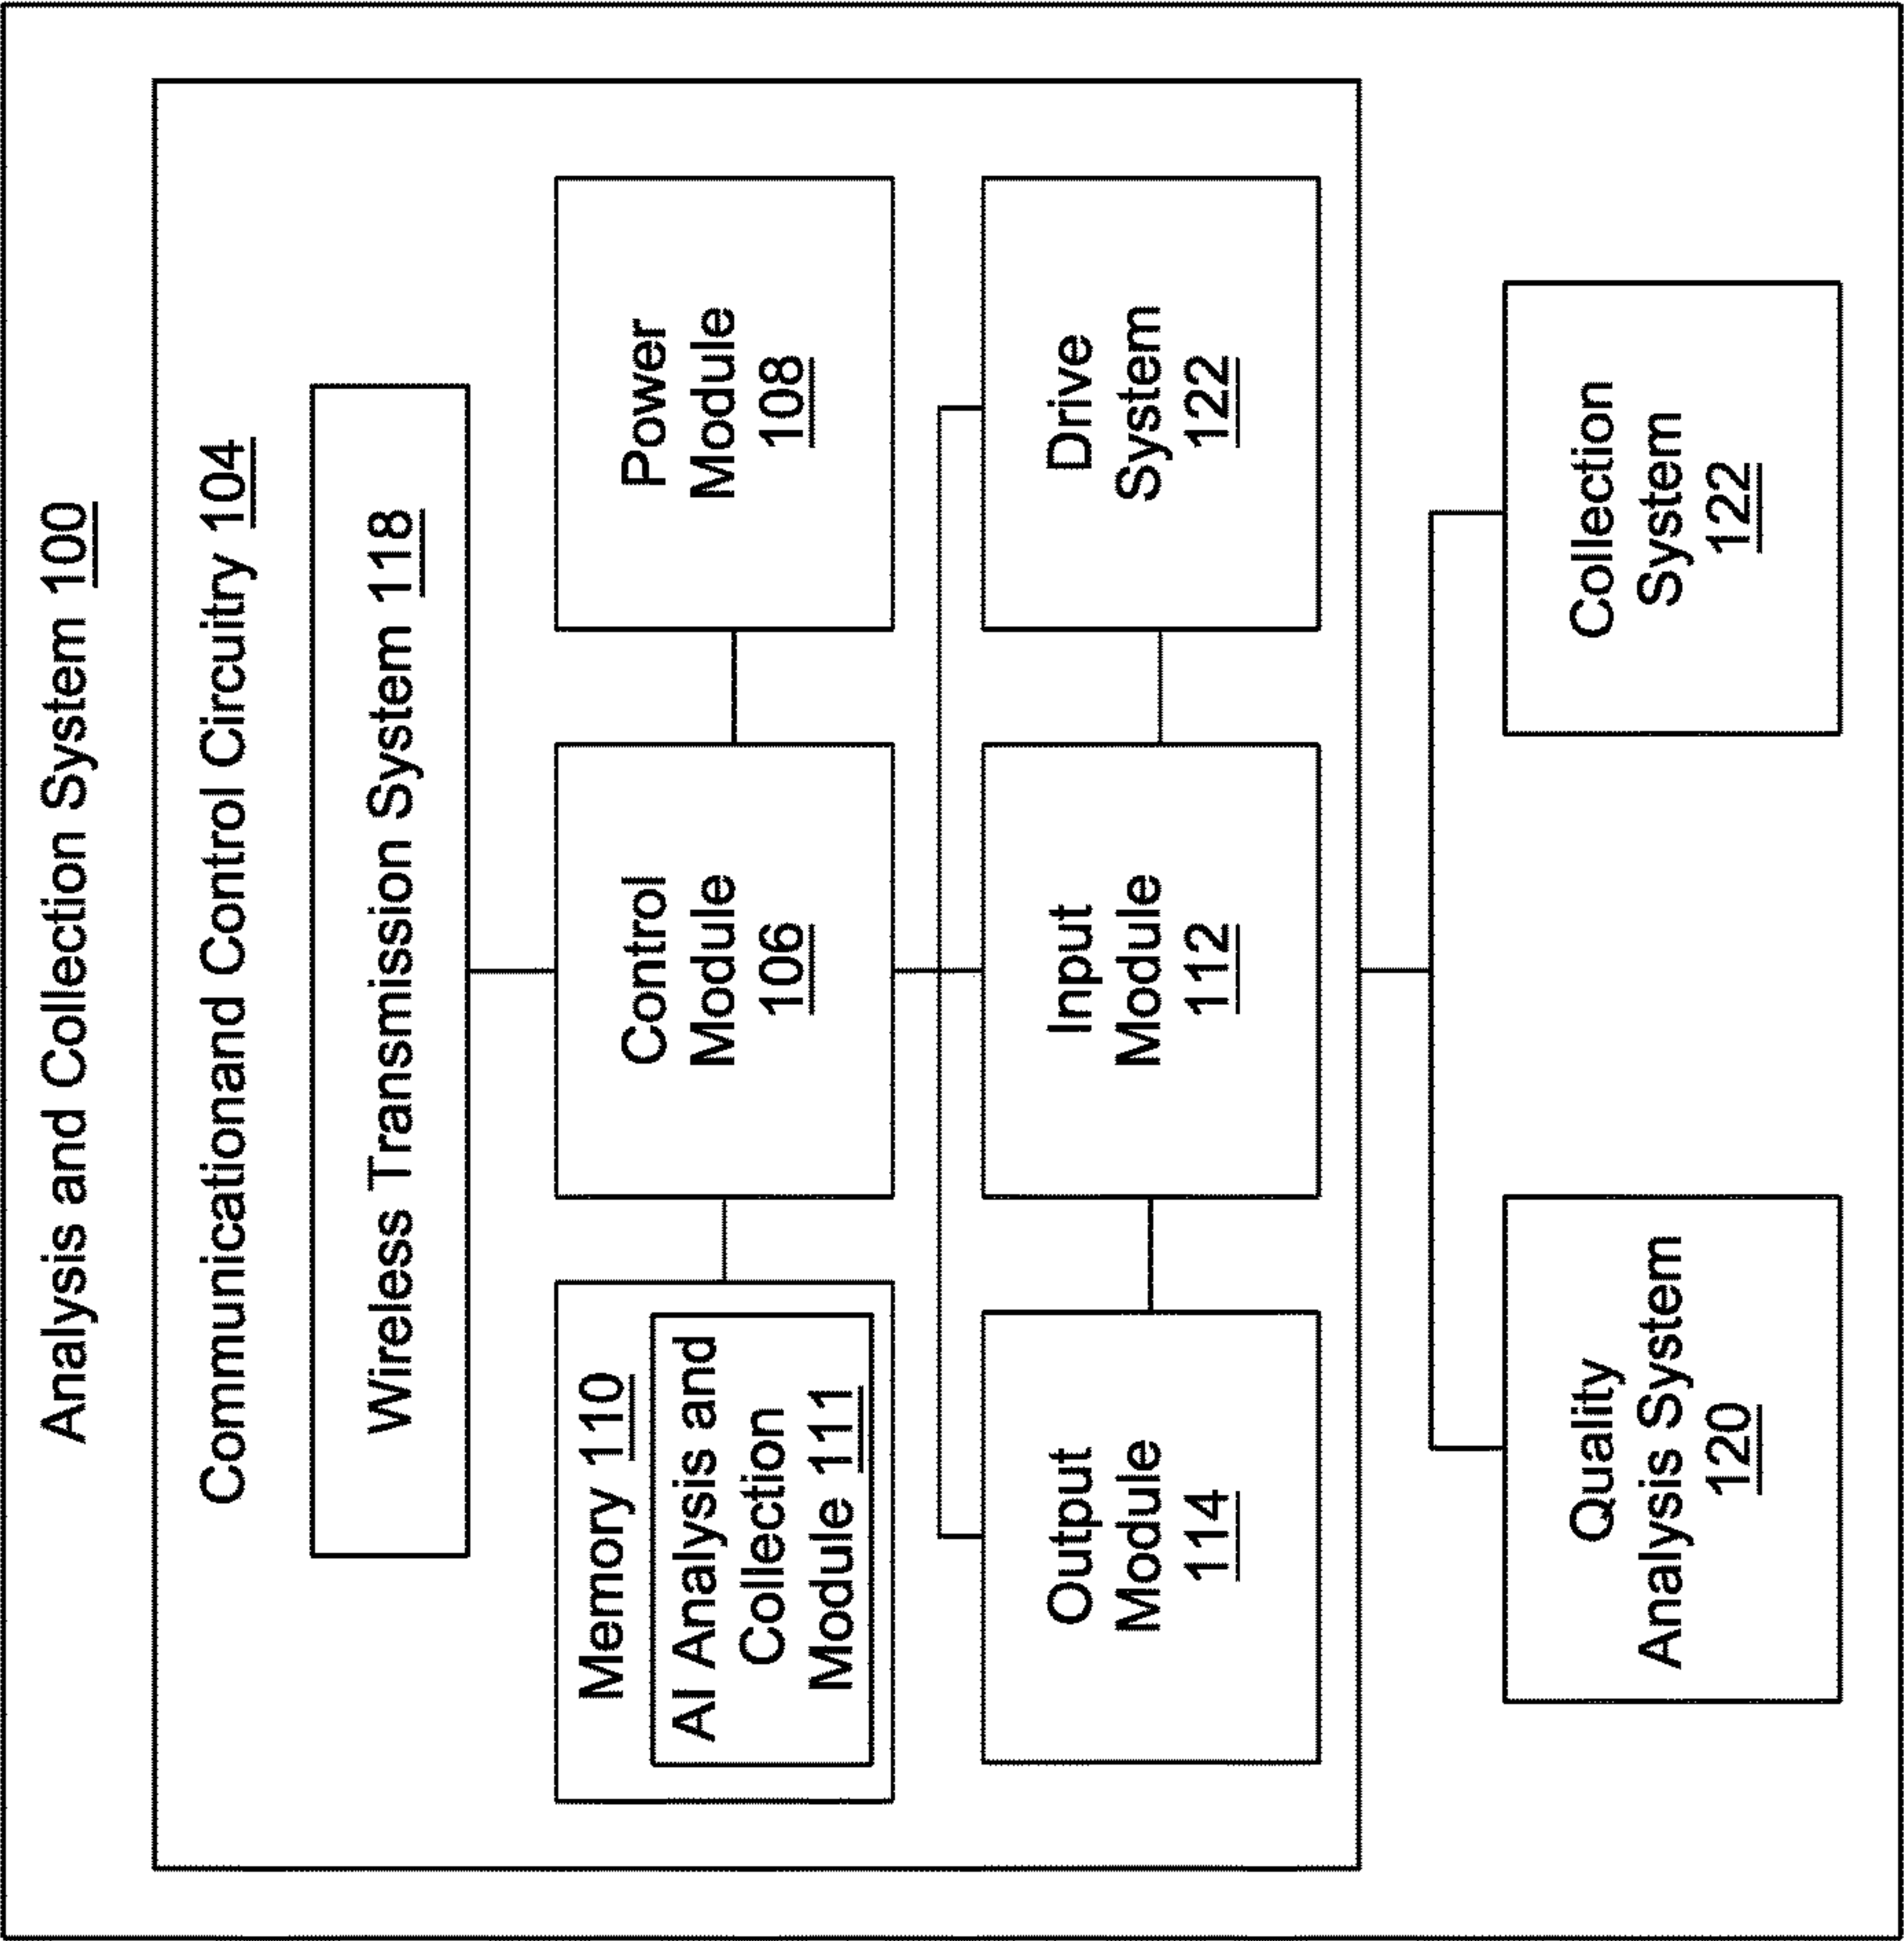 Analysis and Collection System 100
Communicationand Control Circuitry 104
Wireless Transmission System 118
Memory 110
AI Analysis and
Collection
Module 111
Control
Module
106
Power
Module
108
Output
Module
114
Input
Module
112
Drive
System
122
Quality
Analysis System
120
Collection
System
122